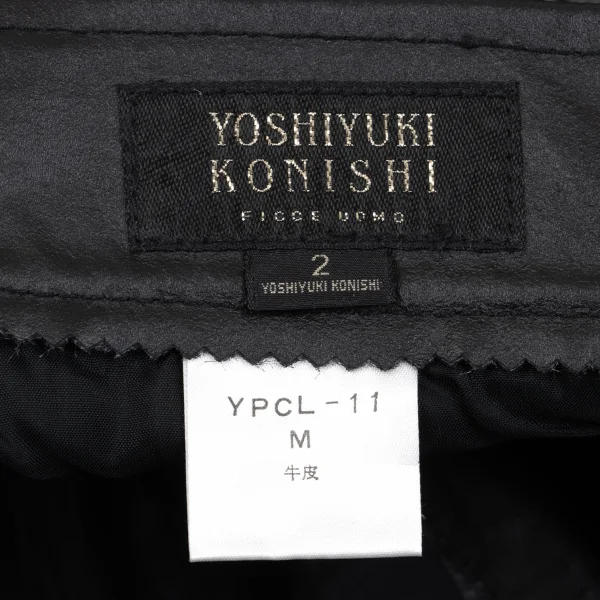 YOSHIYUKI
KONISHI
FICCE UOMO
2
YOSHIYUKI KONISHI
YPCL-11
M
牛皮